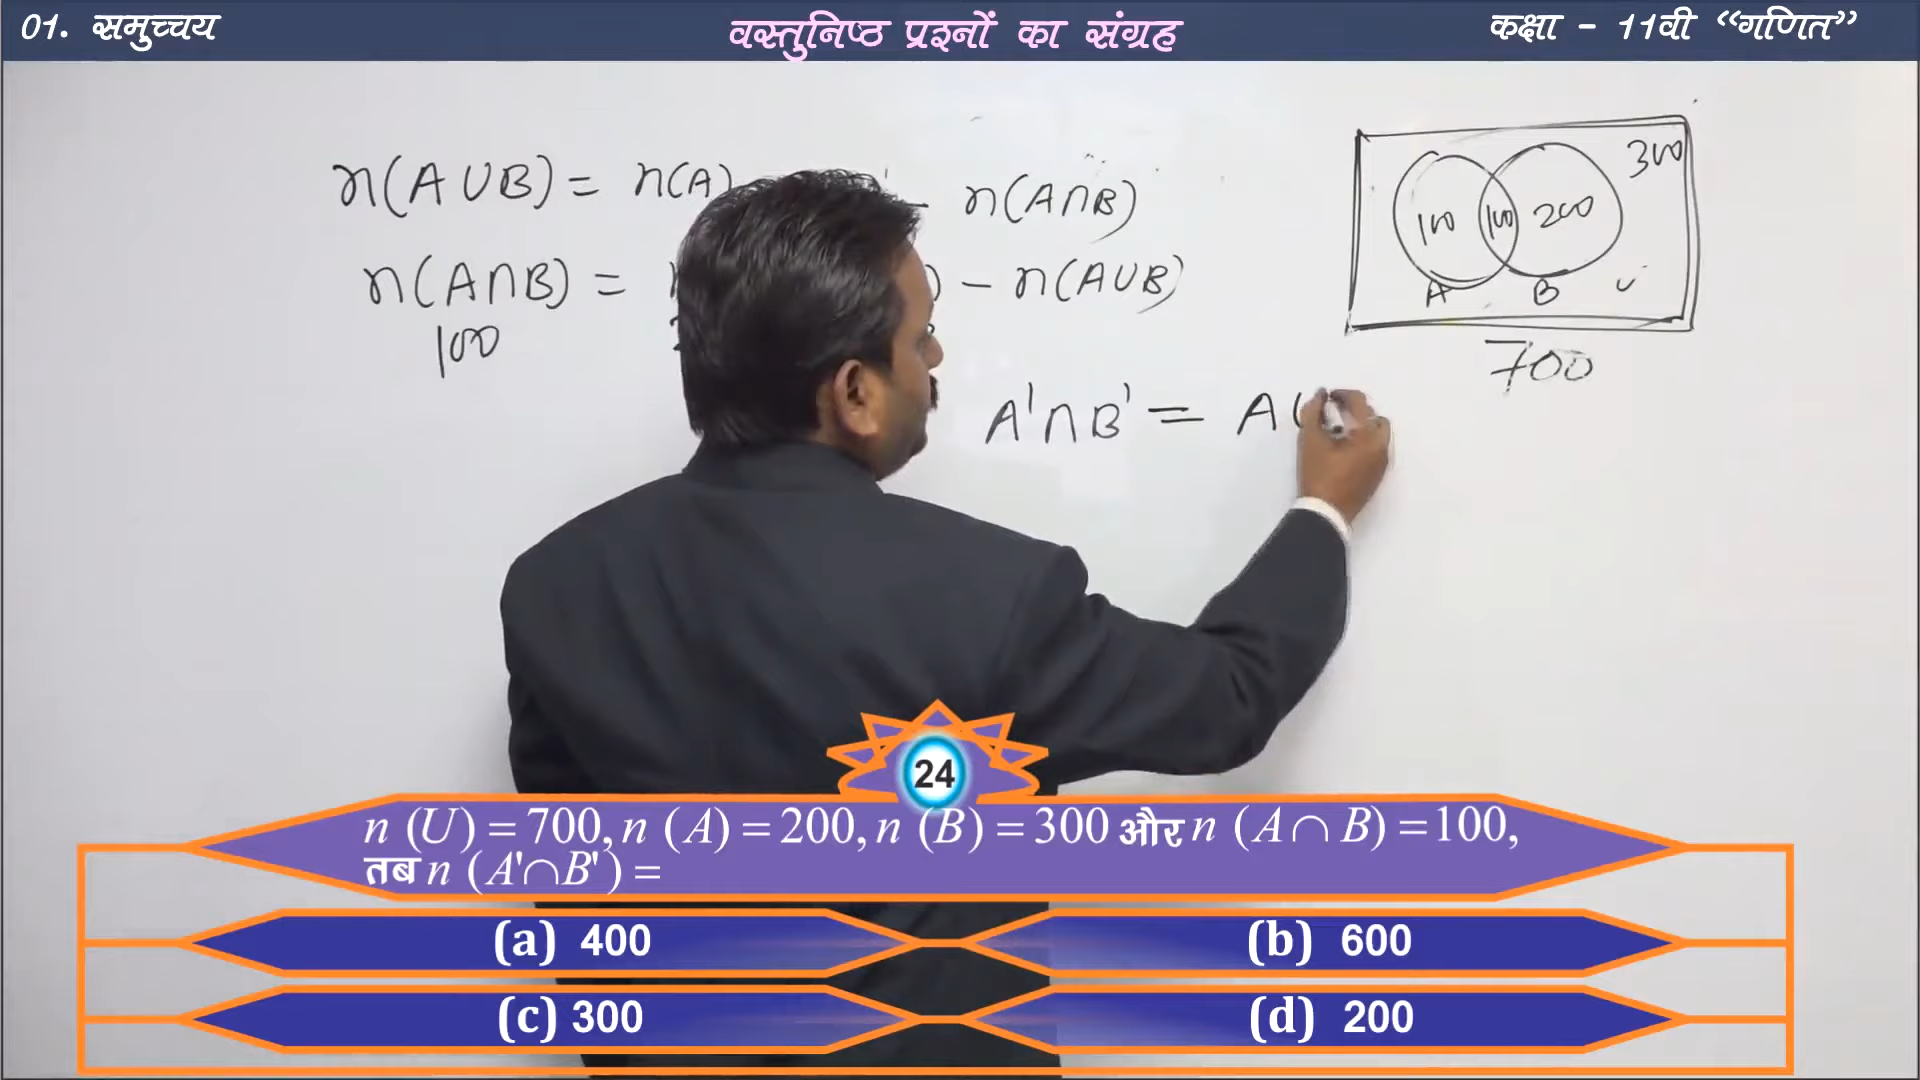 01. समुच्चय
वस्तुनिष्ठ प्रश्नों का संग्रह
कक्षा - 11वी “गणित”
n(A∪B) = n(A) - n(A∩B)
n(A∩B) = - n(A∪B)
100
300
100 100 200
A B U
700
A'∩B' = A
24
n (U) = 700, n (A) = 200, n (B) = 300 और n (A∩B) = 100,
तब n (A'∩B') =
(a) 400
(b) 600
(c) 300
(d) 200